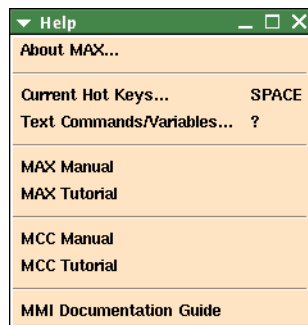 Help
About MAX...
Current Hot Keys... SPACE
Text Commands/Variables... ?
MAX Manual
MAX Tutorial
MCC Manual
MCC Tutorial
MMI Documentation Guide